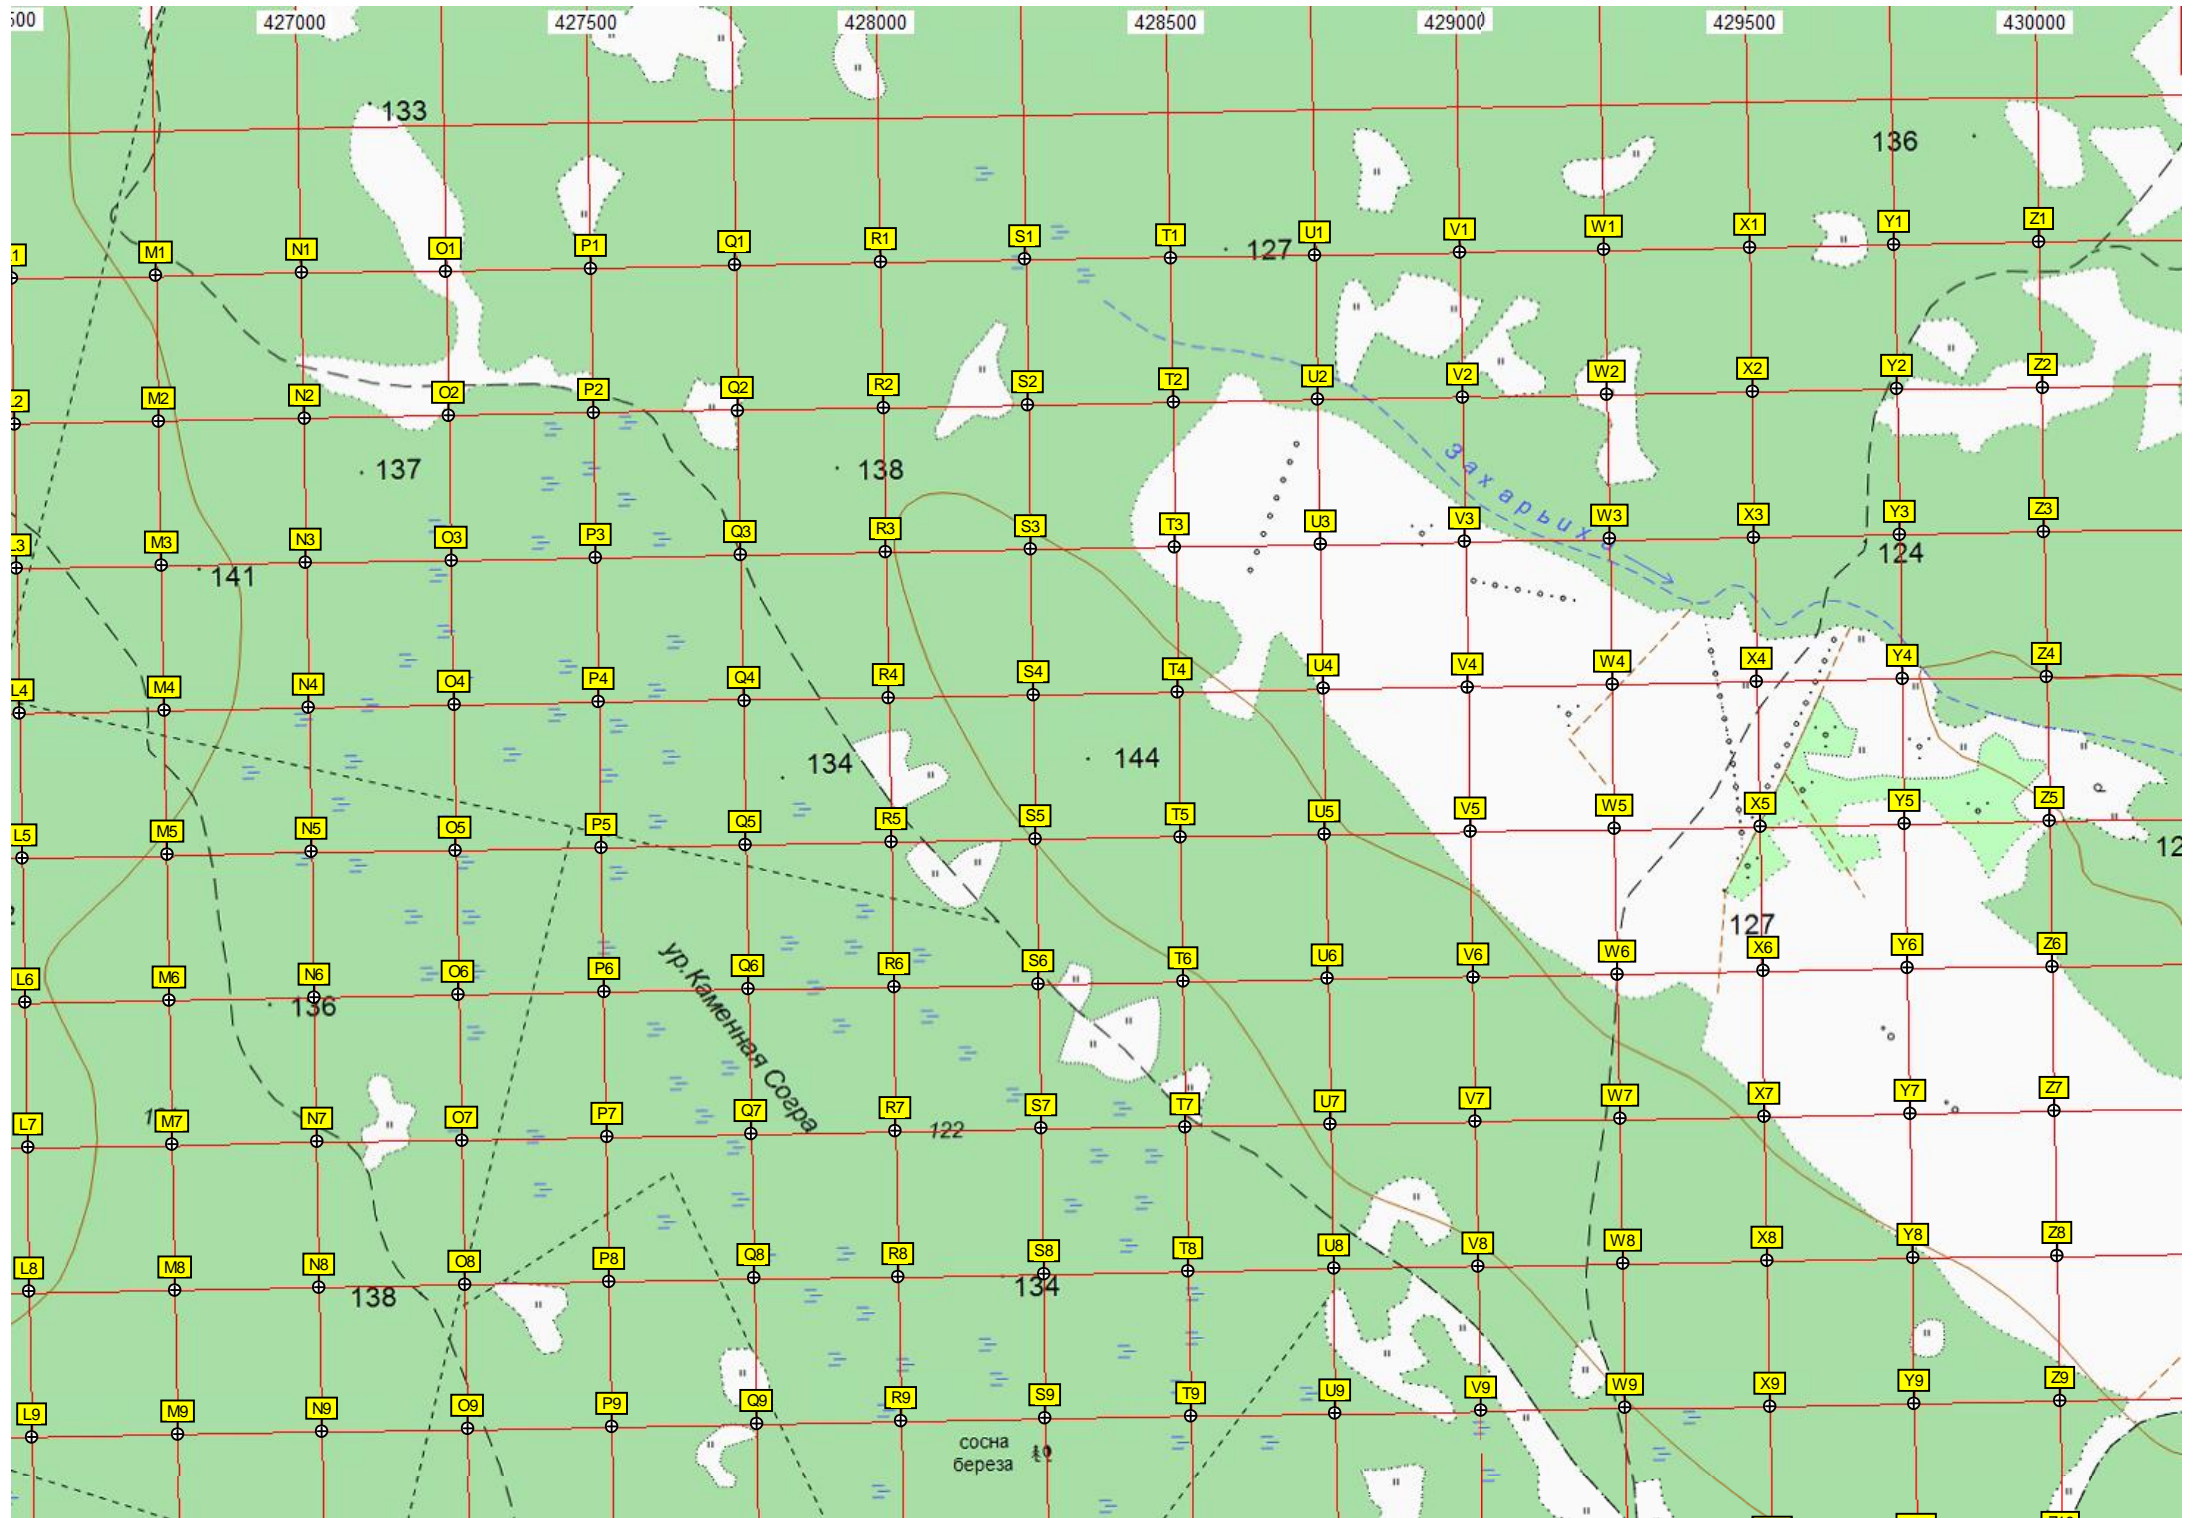 500 427000 427500 428000 428500 429000 429500 430000
133
136
M1 N1 O1 P1 Q1 R1 S1 T1 127 U1 V1 W1 X1 Y1 Z1
M2 N2 O2 P2 Q2 R2 S2 T2 U2 V2 W2 X2 Y2 Z2
137 138
Захарьиха
L3 M3 N3 O3 P3 Q3 R3 S3 T3 U3 V3 W3 X3 Y3 Z3
141 124
L4 M4 N4 O4 P4 Q4 R4 S4 T4 U4 V4 W4 X4 Y4 Z4
134 144
L5 M5 N5 O5 P5 Q5 R5 S5 T5 U5 V5 W5 X5 Y5 Z5
12
127
L6 M6 N6 O6 P6 Q6 R6 S6 T6 U6 V6 W6 X6 Y6 Z6
136
ур.Каменная Согра
L7 M7 N7 O7 P7 Q7 R7 S7 T7 U7 V7 W7 X7 Y7 Z7
122
L8 M8 N8 O8 P8 Q8 R8 S8 T8 U8 V8 W8 X8 Y8 Z8
138 134
L9 M9 N9 O9 P9 Q9 R9 S9 T9 U9 V9 W9 X9 Y9 Z9
сосна
береза